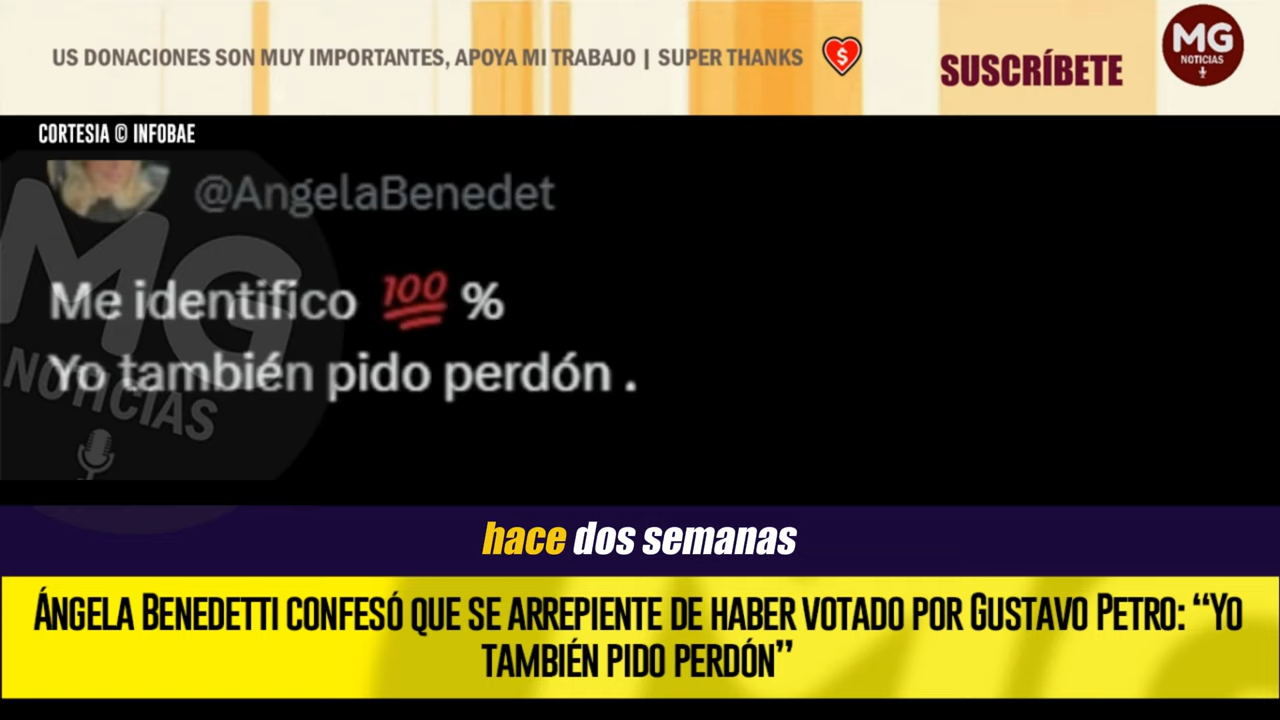 US DONACIONES SON MUY IMPORTANTES, APOYA MI TRABAJO | SUPER THANKS
SUSCRÍBETE
MG
NOTICIAS
CORTESIA © INFOBAE
@AngelaBenedet
Me identifico 💯 %
Yo también pido perdón .
MG
NOTICIAS
hace dos semanas
ÁNGELA BENEDETTI CONFESÓ QUE SE ARREPIENTE DE HABER VOTADO POR GUSTAVO PETRO: “YO
TAMBIÉN PIDO PERDÓN”